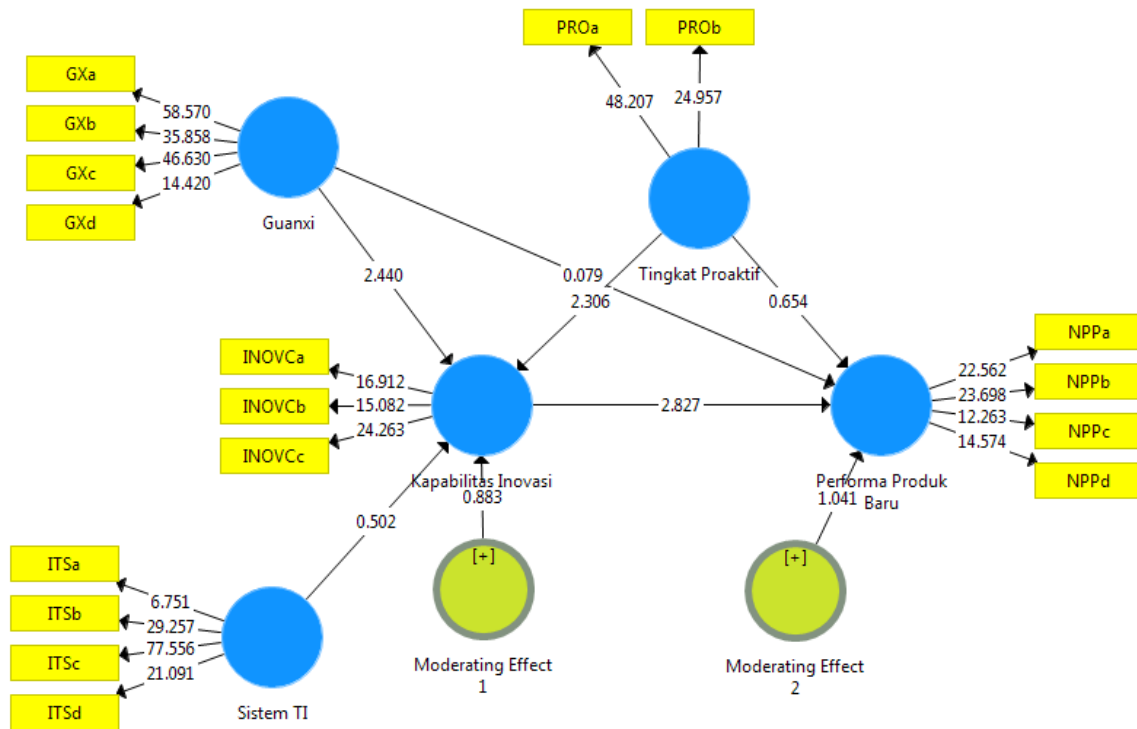 PROa
PROb
48.207
24.957
Tingkat Proaktif
GXa
GXb
GXc
GXd
58.570
35.858
46.630
14.420
Guanxi
2.440
0.079
2.306
0.654
INOVCa
INOVCb
INOVCc
16.912
15.082
24.263
Kapabilitas Inovasi
2.827
NPPa
NPPb
NPPc
NPPd
22.562
23.698
12.263
14.574
Performa Produk
Baru
0.883
1.041
0.502
ITSa
ITSb
ITSc
ITSd
6.751
29.257
77.556
21.091
Sistem TI
[+]
Moderating Effect
1
[+]
Moderating Effect
2